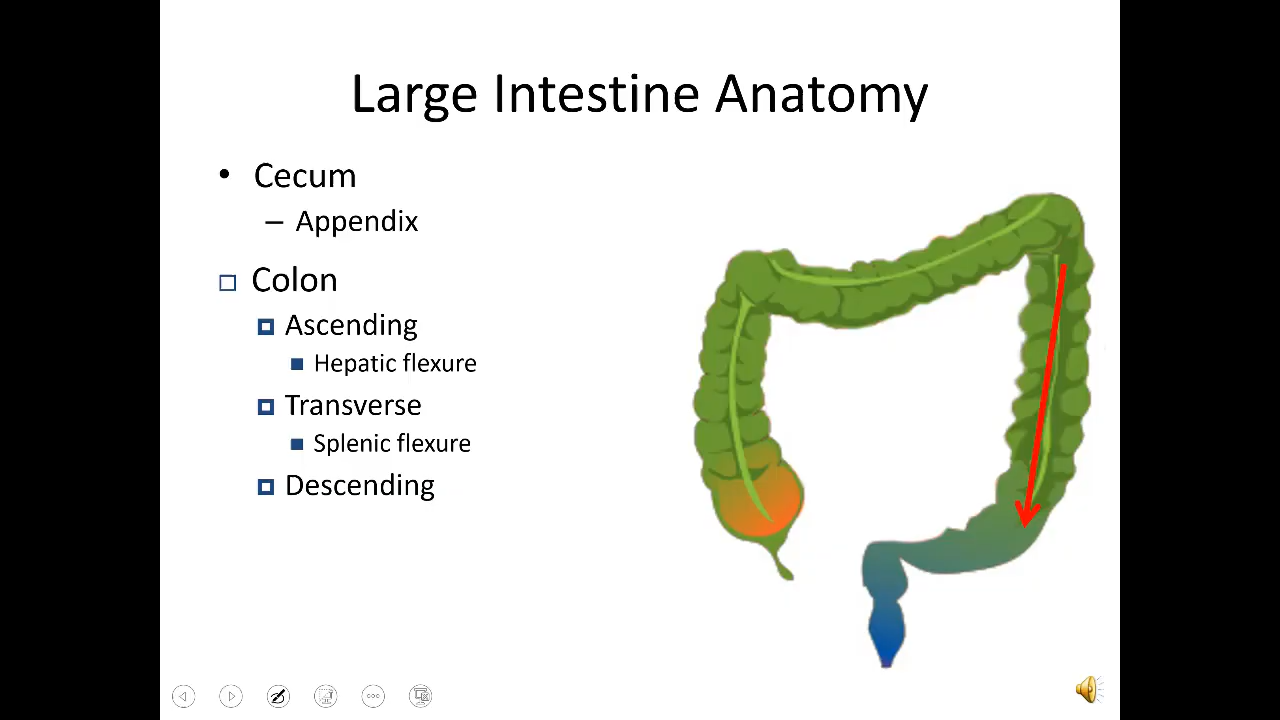 Large Intestine Anatomy
• Cecum
– Appendix
Colon
Ascending
Hepatic flexure
Transverse
Splenic flexure
Descending